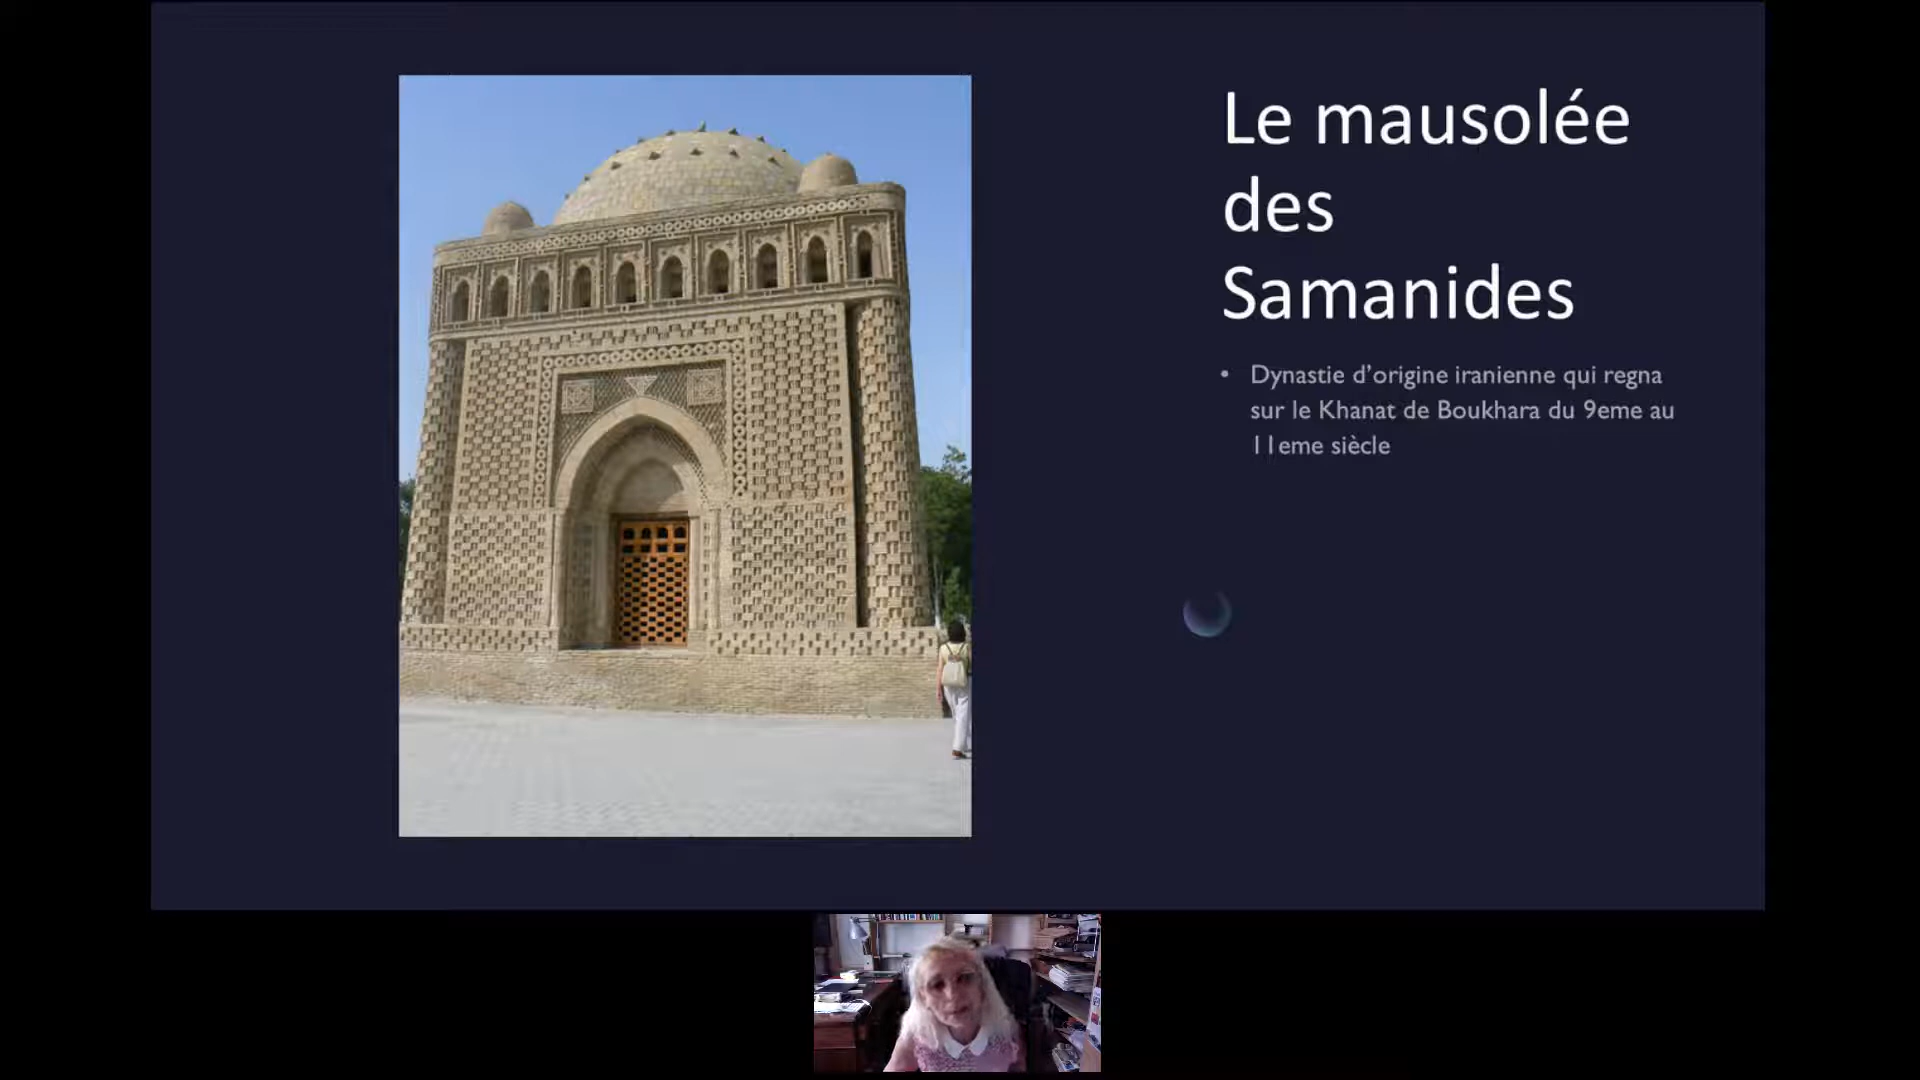 Le mausolée
des
Samanides
• Dynastie d’origine iranienne qui regna
sur le Khanat de Boukhara du 9eme au
11eme siècle